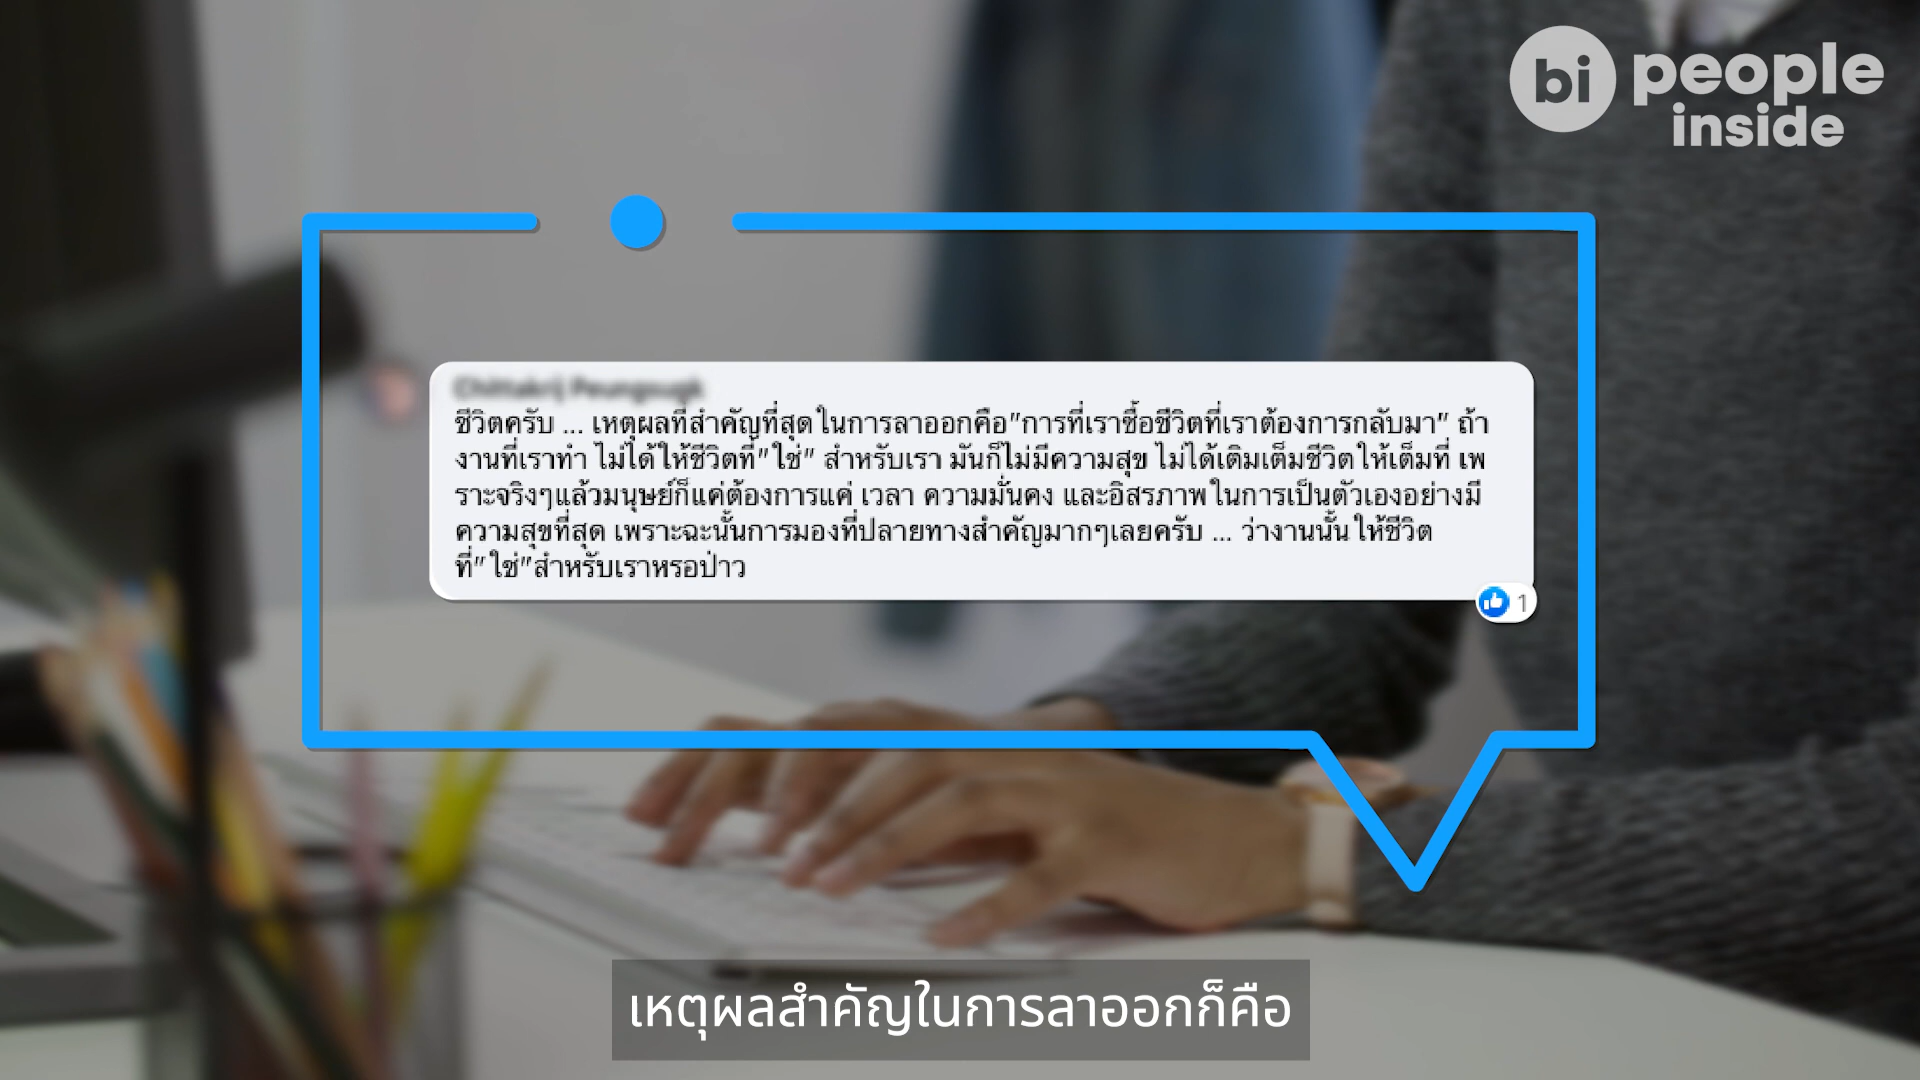 bi people
inside
ชีวิตครับ ... เหตุผลที่สำคัญที่สุดในการลาออกคือ"การที่เราซื้อชีวิตที่เราต้องการกลับมา" ถ้า
งานที่เราทำ ไม่ได้ให้ชีวิตที่"ใช่" สำหรับเรา มันก็ไม่มีความสุข ไม่ได้เติมเต็มชีวิตให้เต็มที่ เพ
ราะจริงๆแล้วมนุษย์ก็แค่ต้องการแค่ เวลา ความมั่นคง และอิสรภาพในการเป็นตัวเองอย่างมี
ความสุขที่สุด เพราะฉะนั้นการมองที่ปลายทางสำคัญมากๆเลยครับ ... ว่างานนั้นให้ชีวิต
ที่"ใช่"สำหรับเราหรอป่าว
1
เหตุผลสำคัญในการลาออกก็คือ